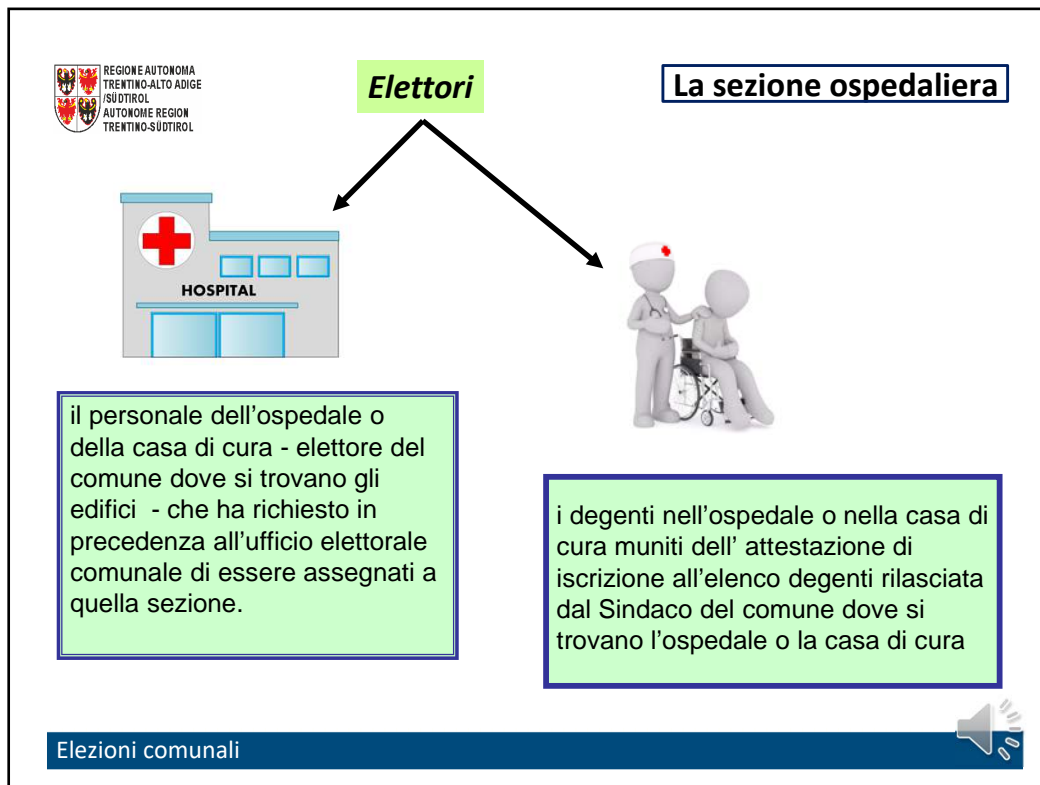 REGIONE AUTONOMA
TRENTINO-ALTO ADIGE
/SÜDTIROL
AUTONOME REGION
TRENTINO-SÜDTIROL
Elettori
La sezione ospedaliera
HOSPITAL
il personale dell’ospedale o
della casa di cura - elettore del
comune dove si trovano gli
edifici - che ha richiesto in
precedenza all’ufficio elettorale
comunale di essere assegnati a
quella sezione.
i degenti nell’ospedale o nella casa di
cura muniti dell’ attestazione di
iscrizione all’elenco degenti rilasciata
dal Sindaco del comune dove si
trovano l’ospedale o la casa di cura
Elezioni comunali